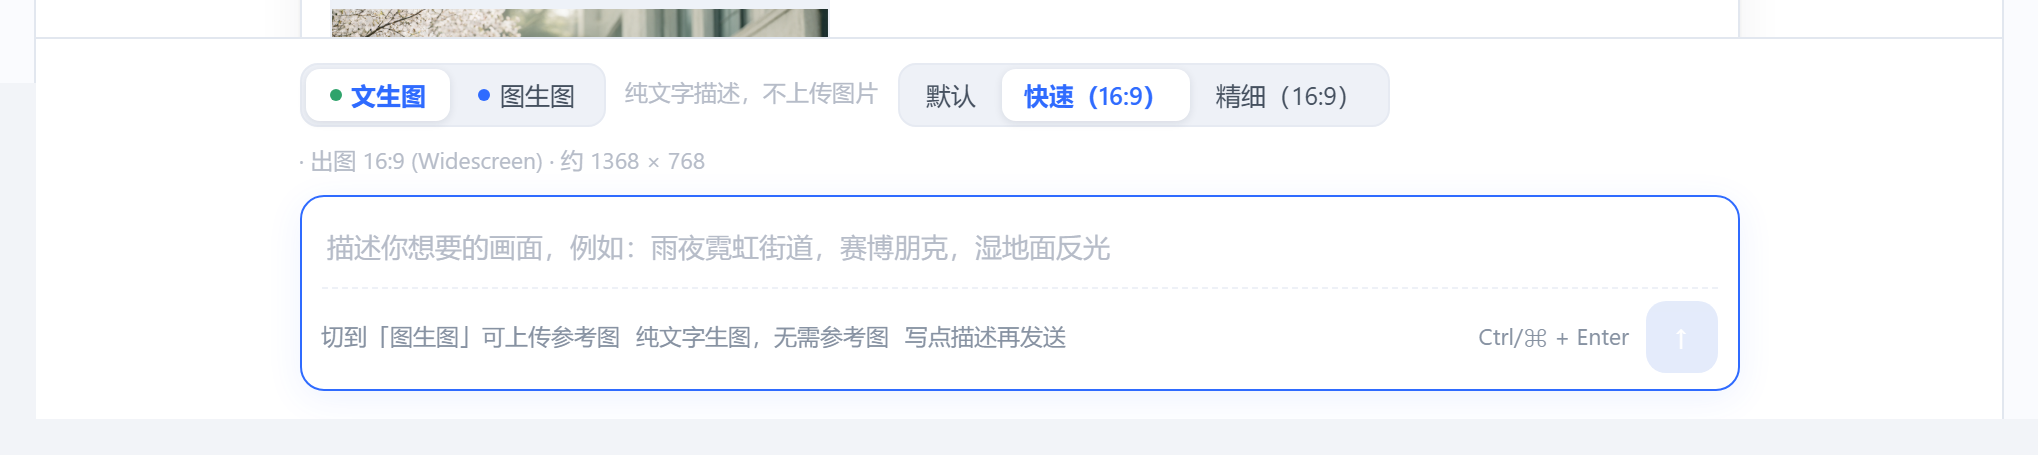 文生图 图生图 纯文字描述，不上传图片 默认 快速（16:9） 精细（16:9）
· 出图 16:9 (Widescreen) · 约 1368 × 768
描述你想要的画面，例如：雨夜霓虹街道，赛博朋克，湿地面反光
切到「图生图」可上传参考图 纯文字生图，无需参考图 写点描述再发送 Ctrl/⌘ + Enter ↑